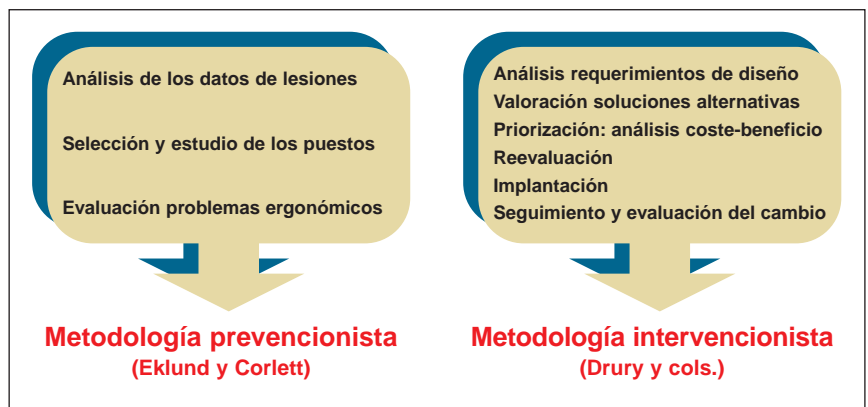 Análisis de los datos de lesiones
Selección y estudio de los puestos
Evaluación problemas ergonómicos
Metodología prevencionista
(Eklund y Corlett)
Análisis requerimientos de diseño
Valoración soluciones alternativas
Priorización: análisis coste-beneficio
Reevaluación
Implantación
Seguimiento y evaluación del cambio
Metodología intervencionista
(Drury y cols.)